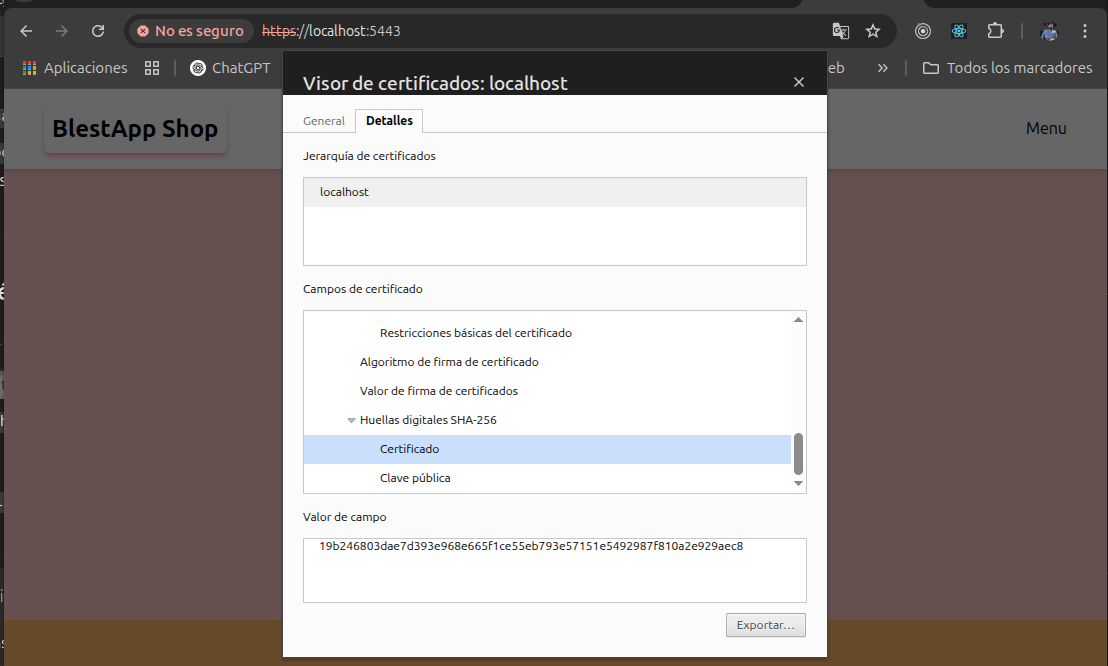 No es seguro https://localhost:5443
Aplicaciones ChatGPT eb » Todos los marcadores
Visor de certificados: localhost
BlestApp Shop Menu
General Detalles
Jerarquía de certificados
localhost
Campos de certificado
Restricciones básicas del certificado
Algoritmo de firma de certificado
Valor de firma de certificados
Huellas digitales SHA-256
Certificado
Clave pública
Valor de campo
19b246803dae7d393e968e665f1ce55eb793e57151e5492987f810a2e929aec8
Exportar...